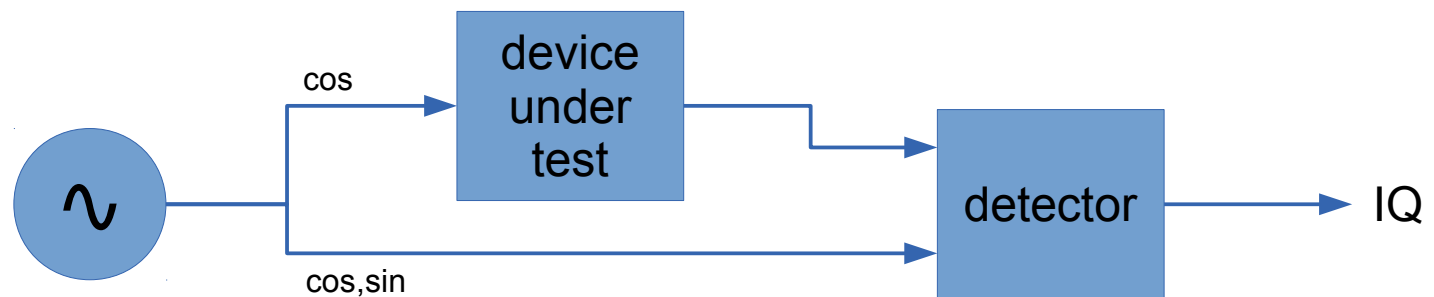 cos
device
under
test
detector
IQ
cos,sin